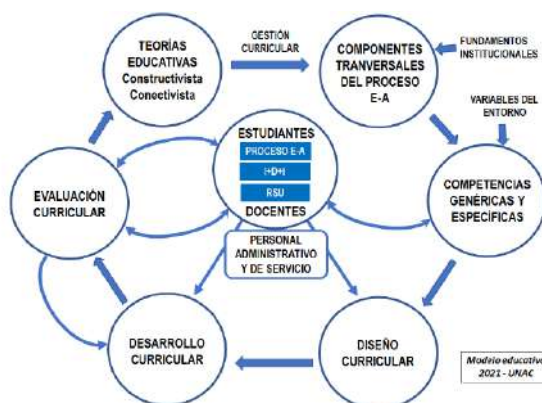 TEORÍAS
EDUCATIVAS
Constructivista
Conectivista
GESTIÓN
CURRICULAR
COMPONENTES
TRANVERSALES
DEL PROCESO
E-A
FUNDAMENTOS
INSTITUCIONALES
VARIABLES DEL
ENTORNO
ESTUDIANTES
PROCESO E-A
I+D+I
RSU
DOCENTES
PERSONAL
ADMINISTRATIVO
Y DE SERVICIO
EVALUACIÓN
CURRICULAR
COMPETENCIAS
GENÉRICAS Y
ESPECÍFICAS
DESARROLLO
CURRICULAR
DISEÑO
CURRICULAR
Modelo educativo
2021 - UNAC